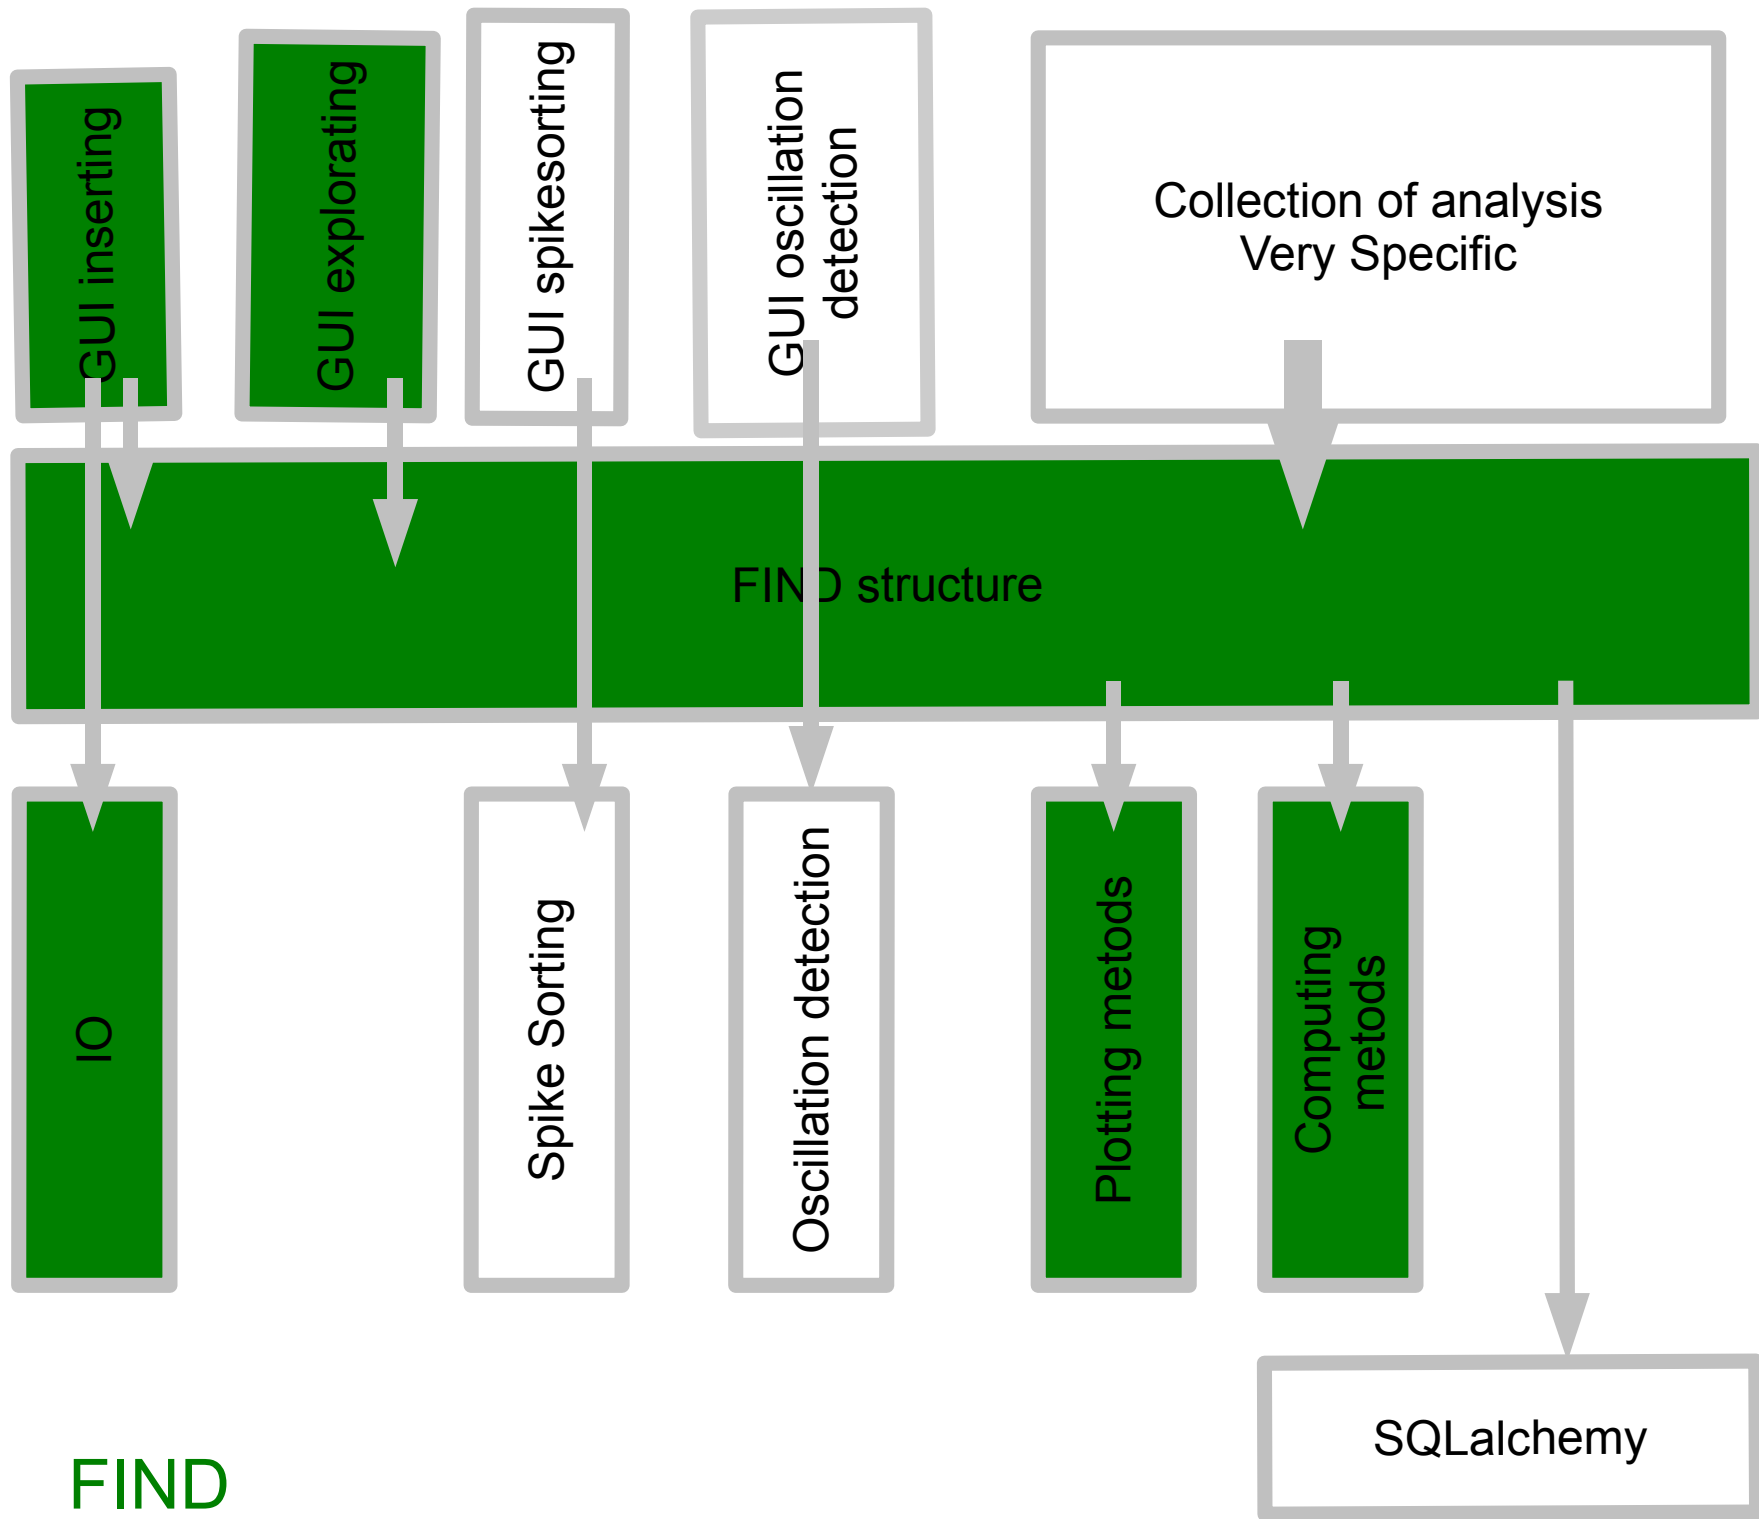 GUI inserting
GUI explorating
GUI spikesorting
GUI oscillation
detection
Collection of analysis
Very Specific
FIND structure
IO
Spike Sorting
Oscillation detection
Plotting metods
Computing
metods
SQLalchemy
FIND